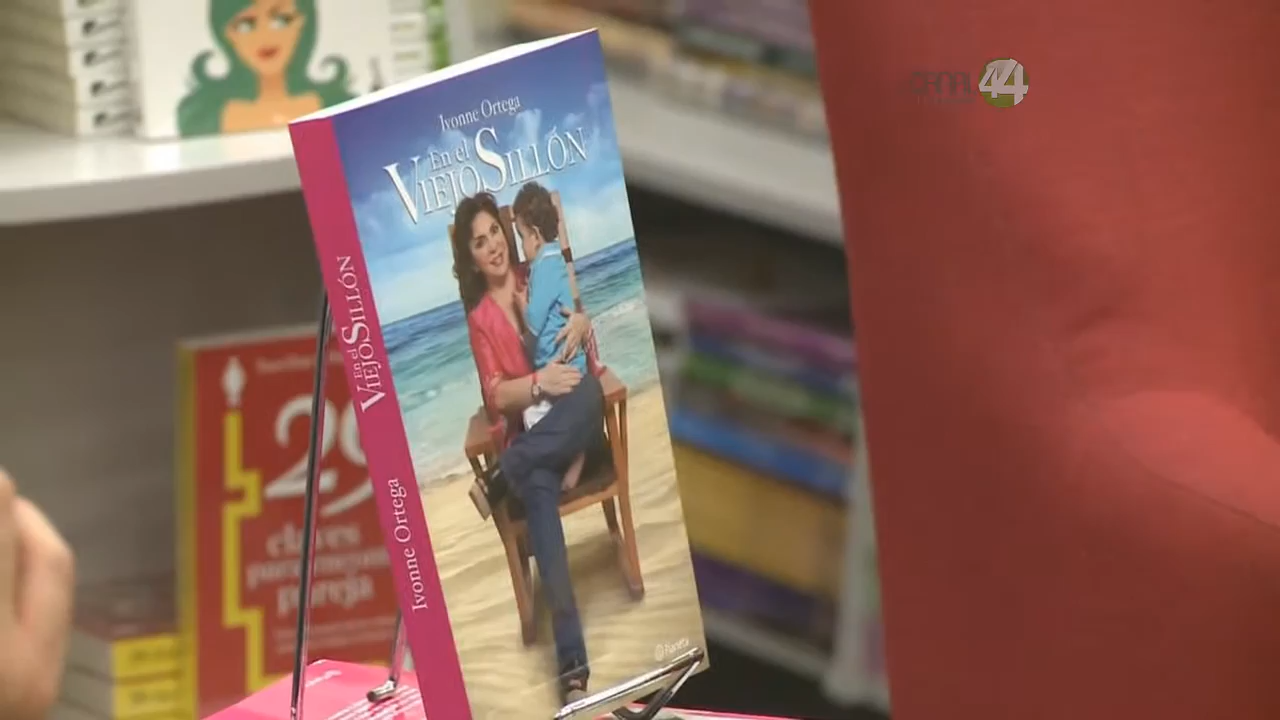 CANAL 44
Ivonne Ortega
En el
VIEJO SILLÓN
En el
VIEJO SILLÓN
Ivonne Ortega
Planeta
29
claves
para mejorar
pareja